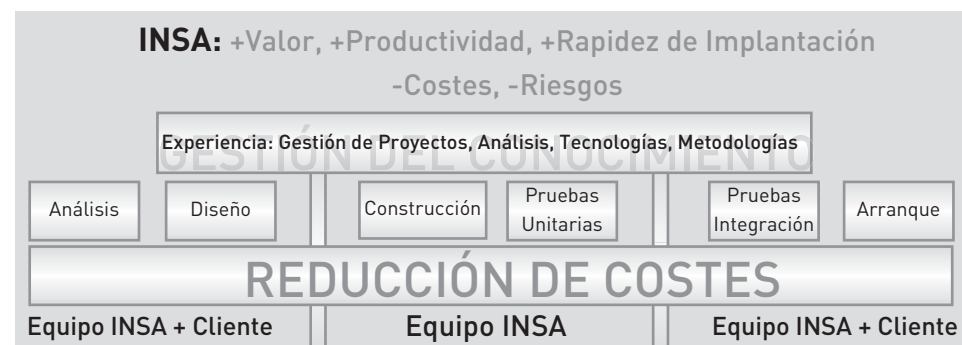 INSA: +Valor, +Productividad, +Rapidez de Implantación
-Costes, -Riesgos
GESTIÓN DEL CONOCIMIENTO
Experiencia: Gestión de Proyectos, Análisis, Tecnologías, Metodologías
Análisis
Diseño
Construcción
Pruebas
Unitarias
Pruebas
Integración
Arranque
REDUCCIÓN DE COSTES
Equipo INSA + Cliente
Equipo INSA
Equipo INSA + Cliente